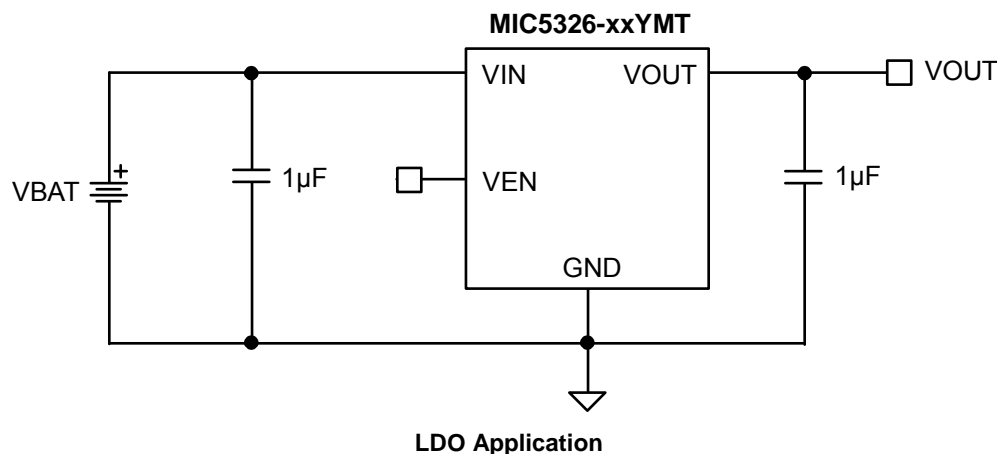 MIC5326-xxYMT
VIN
VOUT
VOUT
VBAT
+
1µF
VEN
1µF
GND
LDO Application